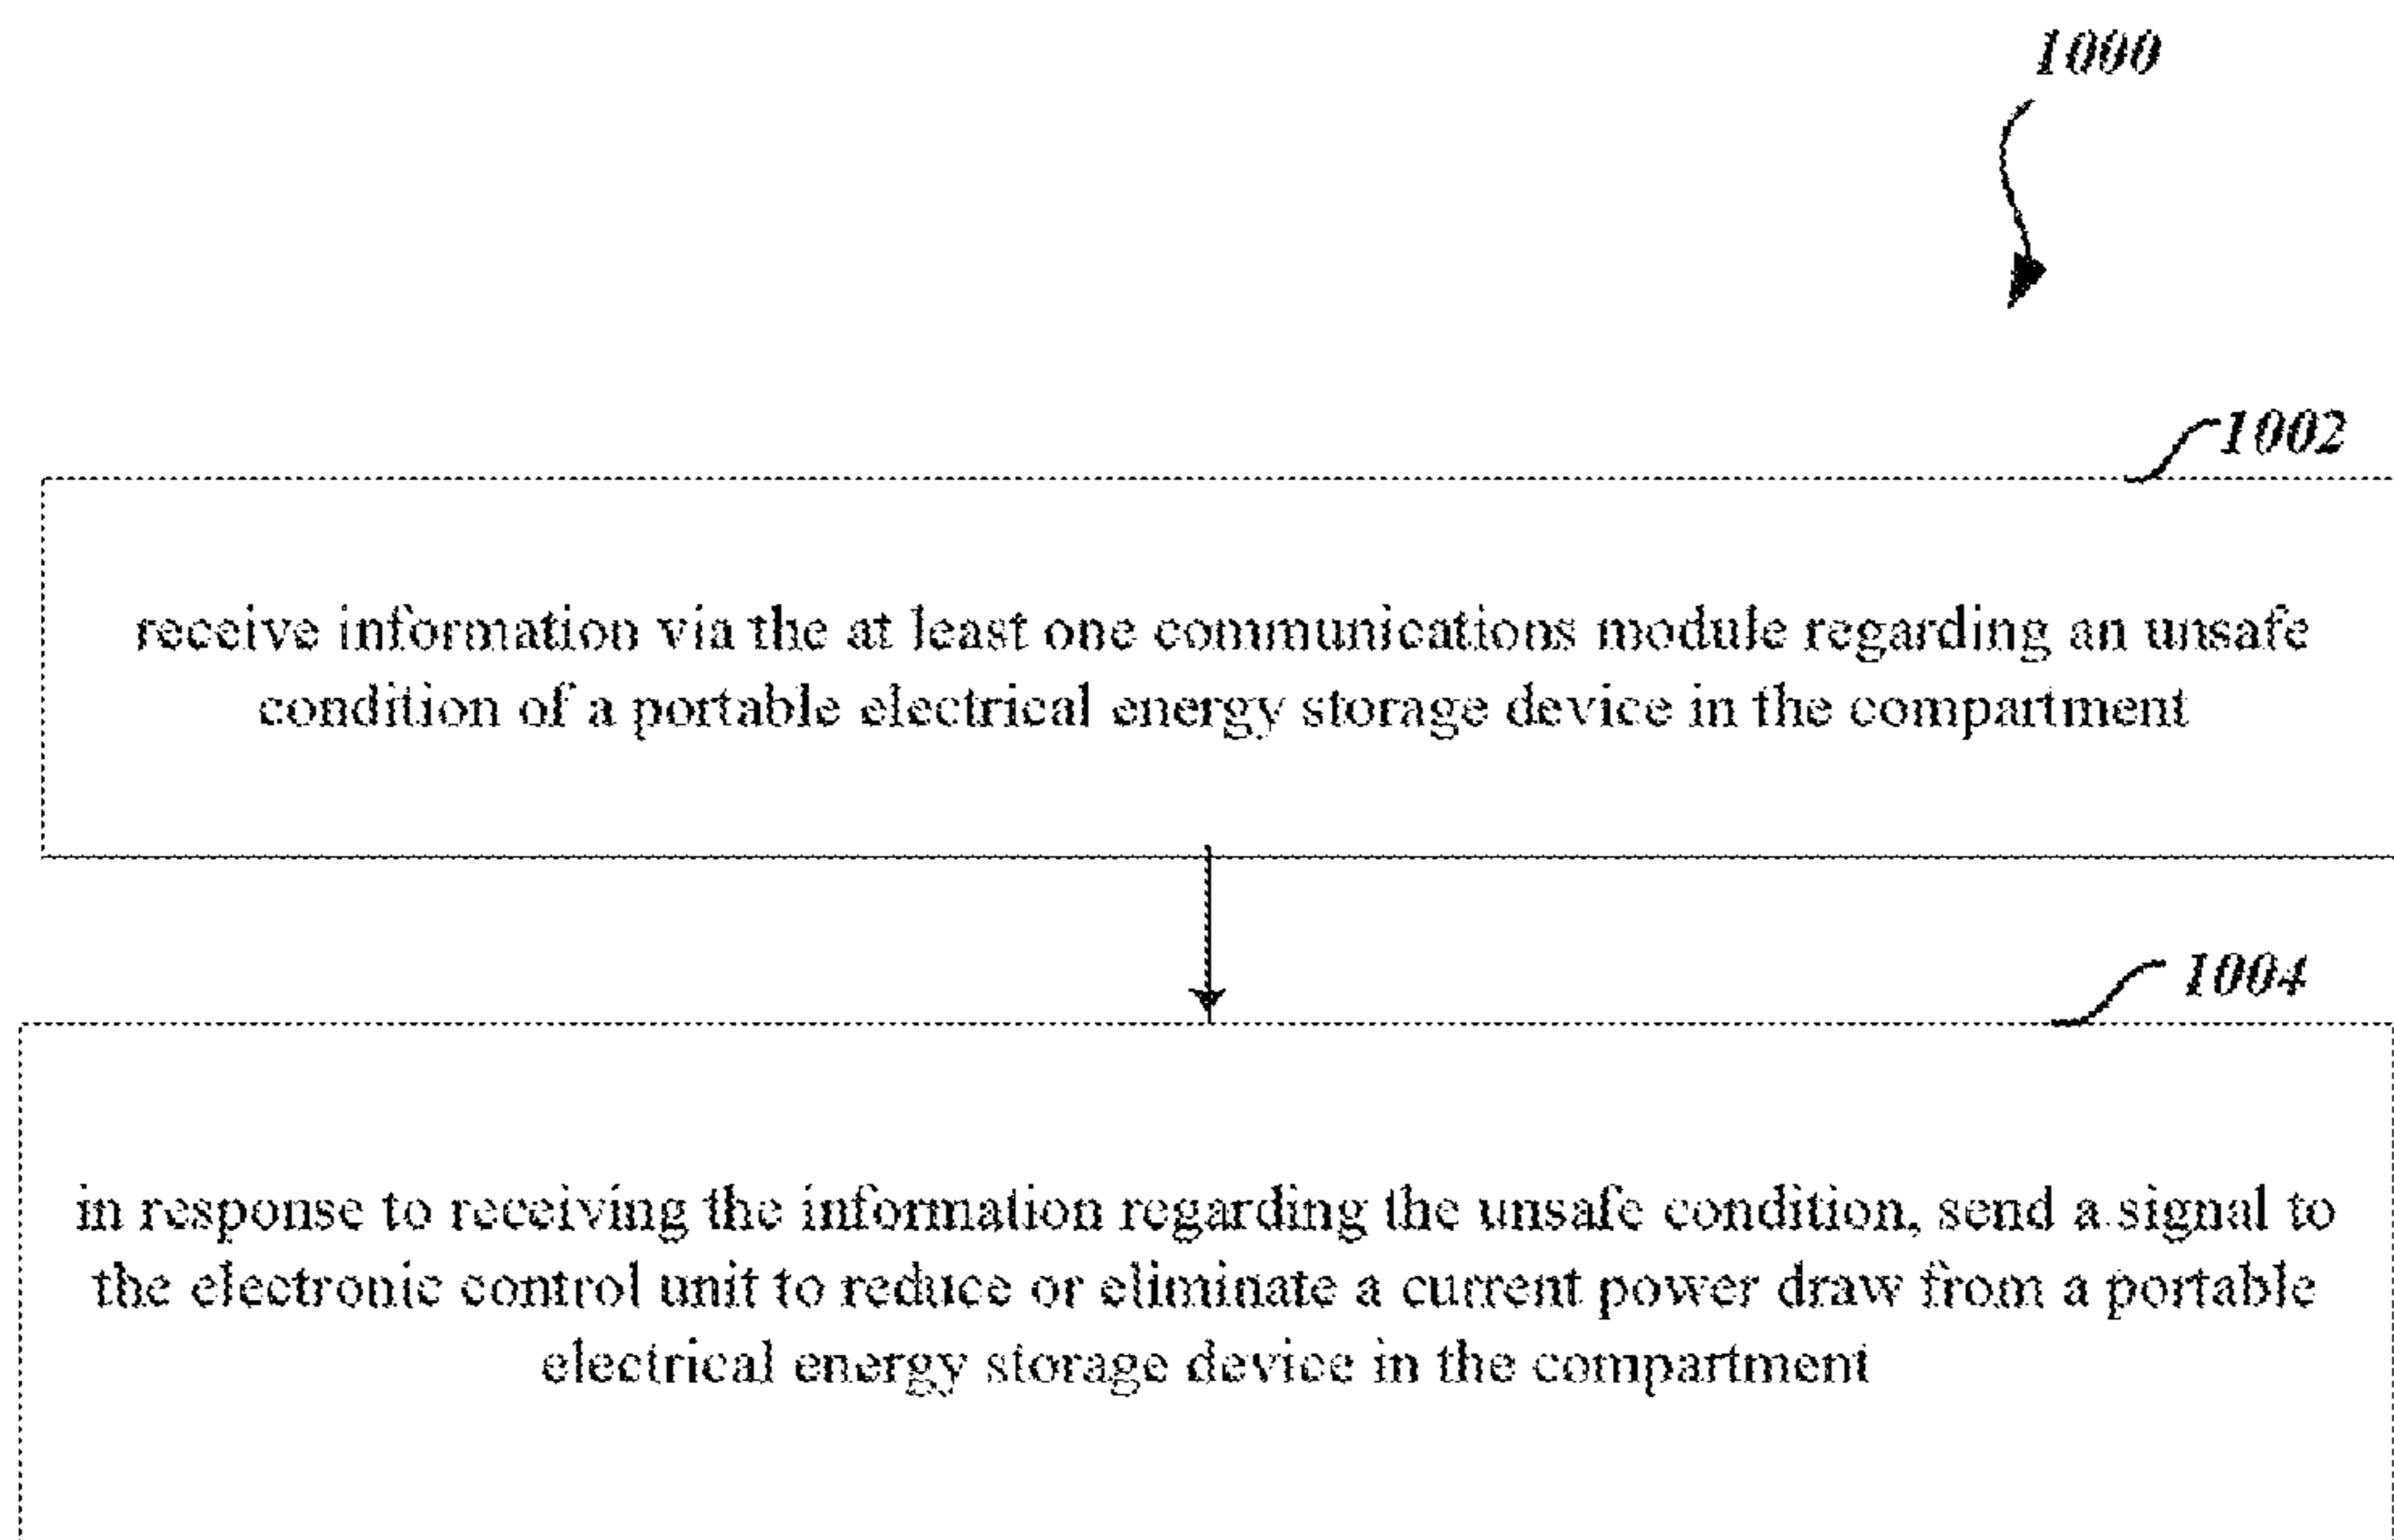 1000
1002
receive information via the at least one communications module regarding an unsafe
condition of a portable electrical energy storage device in the compartment
1004
in response to receiving the information regarding the unsafe condition, send a signal to
the electronic control unit to reduce or eliminate a current power draw from a portable
electrical energy storage device in the compartment